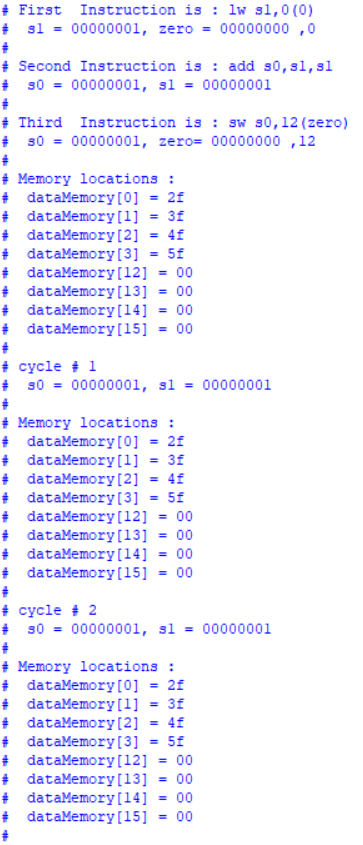 # First  Instruction is : lw s1,0(0)
#  s1 = 00000001, zero = 00000000 ,0
#
# Second Instruction is : add s0,s1,s1
#  s0 = 00000001, s1 = 00000001
#
# Third  Instruction is : sw s0,12(zero)
#  s0 = 00000001, zero= 00000000 ,12
#
# Memory locations :
#  dataMemory[0] = 2f
#  dataMemory[1] = 3f
#  dataMemory[2] = 4f
#  dataMemory[3] = 5f
#  dataMemory[12] = 00
#  dataMemory[13] = 00
#  dataMemory[14] = 00
#  dataMemory[15] = 00
#
# cycle # 1
#  s0 = 00000001, s1 = 00000001
#
# Memory locations :
#  dataMemory[0] = 2f
#  dataMemory[1] = 3f
#  dataMemory[2] = 4f
#  dataMemory[3] = 5f
#  dataMemory[12] = 00
#  dataMemory[13] = 00
#  dataMemory[14] = 00
#  dataMemory[15] = 00
#
# cycle # 2
#  s0 = 00000001, s1 = 00000001
#
# Memory locations :
#  dataMemory[0] = 2f
#  dataMemory[1] = 3f
#  dataMemory[2] = 4f
#  dataMemory[3] = 5f
#  dataMemory[12] = 00
#  dataMemory[13] = 00
#  dataMemory[14] = 00
#  dataMemory[15] = 00
#